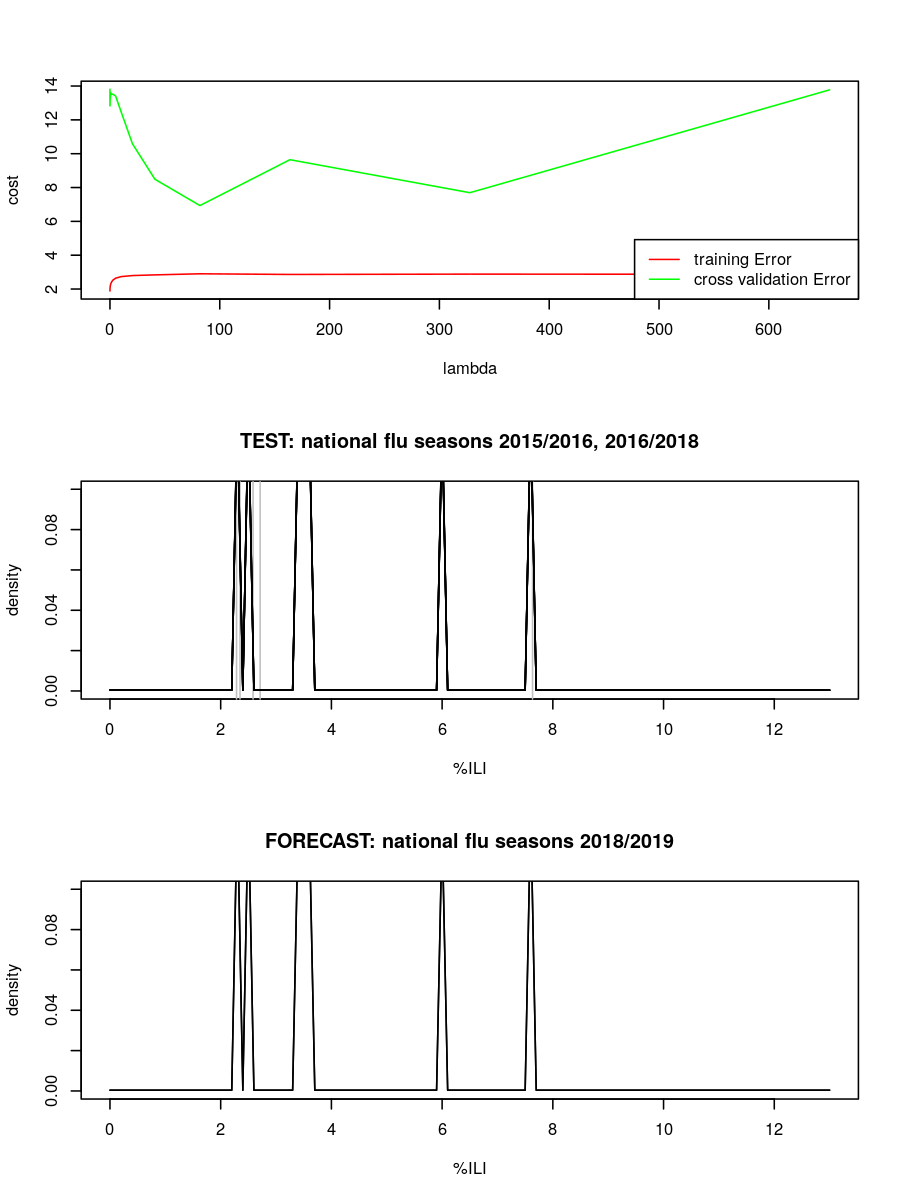 14
12
10
8
6
4
2
cost
training Error
cross validation Error
0 100 200 300 400 500 600
lambda
TEST: national flu seasons 2015/2016, 2016/2018
0.08
0.04
0.00
density
0 2 4 6 8 10 12
%ILI
FORECAST: national flu seasons 2018/2019
0.08
0.04
0.00
density
0 2 4 6 8 10 12
%ILI